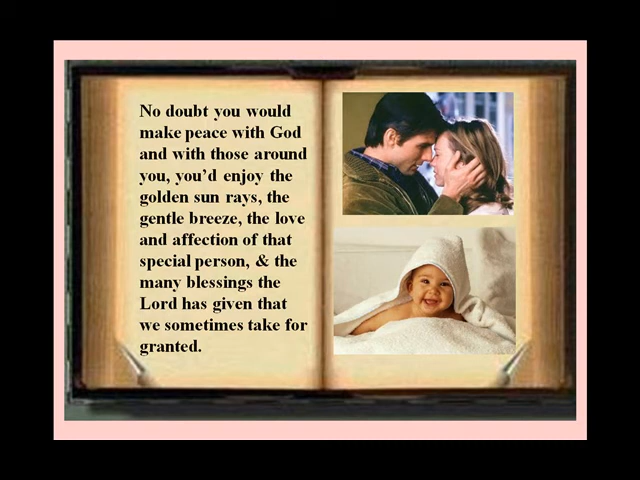 No doubt you would
make peace with God
and with those around
you, you’d enjoy the
golden sun rays, the
gentle breeze, the love
and affection of that
special person, & the
many blessings the
Lord has given that
we sometimes take for
granted.